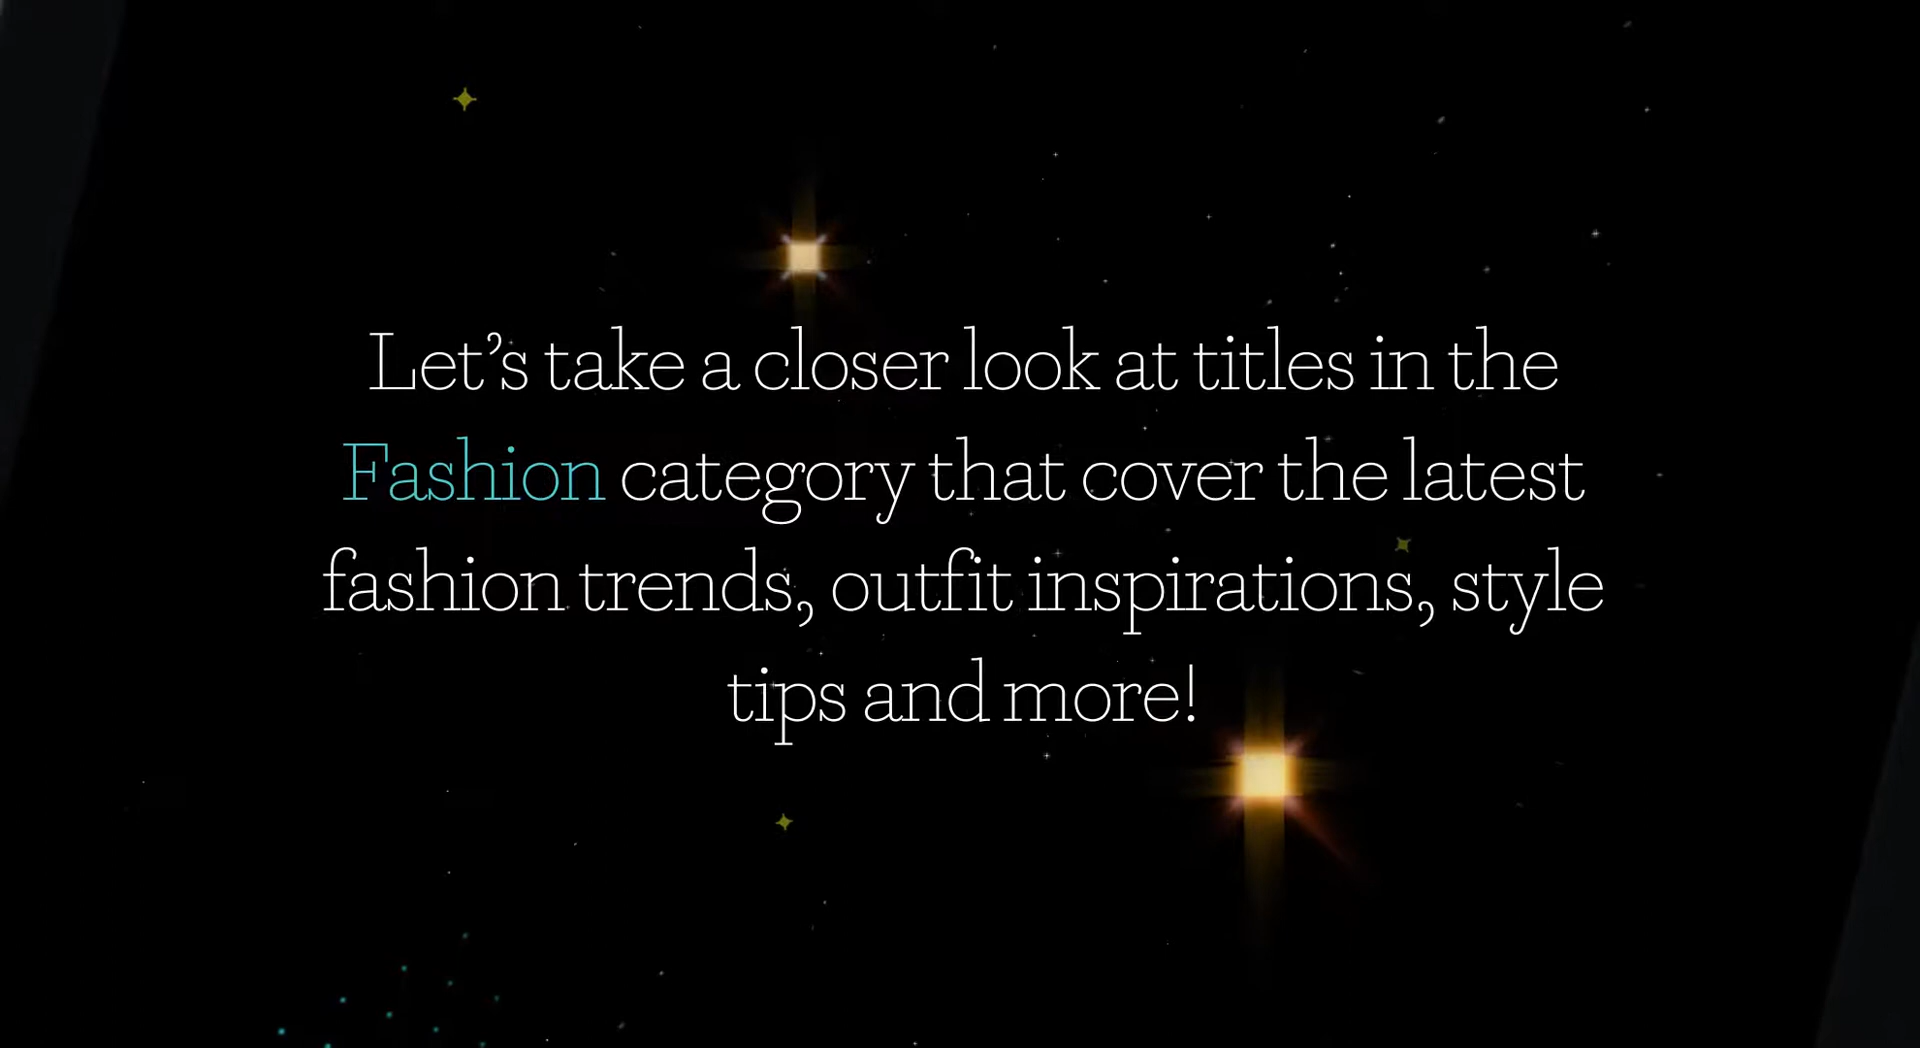 Let’s take a closer look at titles in the
Fashion category that cover the latest
fashion trends, outfit inspirations, style
tips and more!